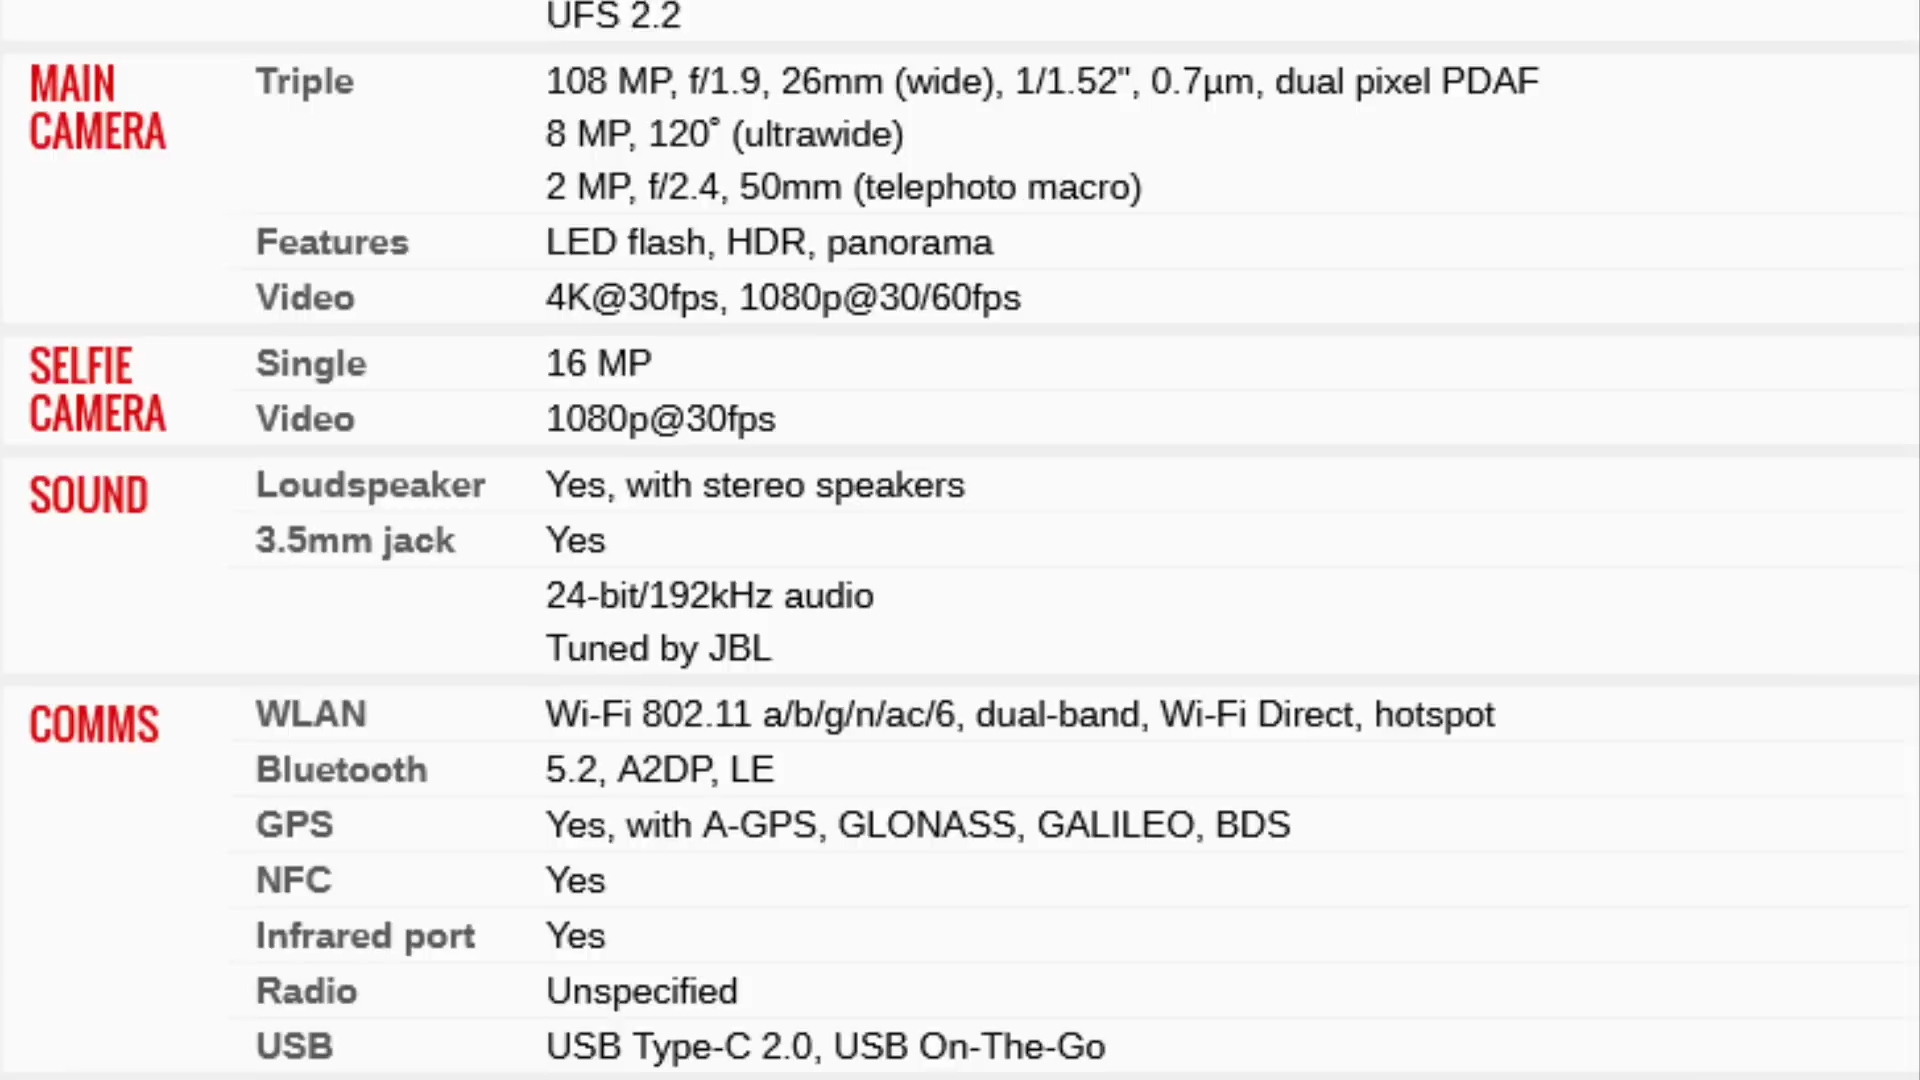 UFS 2.2
MAIN CAMERA
Triple
108 MP, f/1.9, 26mm (wide), 1/1.52", 0.7µm, dual pixel PDAF
8 MP, 120˚ (ultrawide)
2 MP, f/2.4, 50mm (telephoto macro)
Features
LED flash, HDR, panorama
Video
4K@30fps, 1080p@30/60fps
SELFIE CAMERA
Single
16 MP
Video
1080p@30fps
SOUND
Loudspeaker
Yes, with stereo speakers
3.5mm jack
Yes
24-bit/192kHz audio
Tuned by JBL
COMMS
WLAN
Wi-Fi 802.11 a/b/g/n/ac/6, dual-band, Wi-Fi Direct, hotspot
Bluetooth
5.2, A2DP, LE
GPS
Yes, with A-GPS, GLONASS, GALILEO, BDS
NFC
Yes
Infrared port
Yes
Radio
Unspecified
USB
USB Type-C 2.0, USB On-The-Go